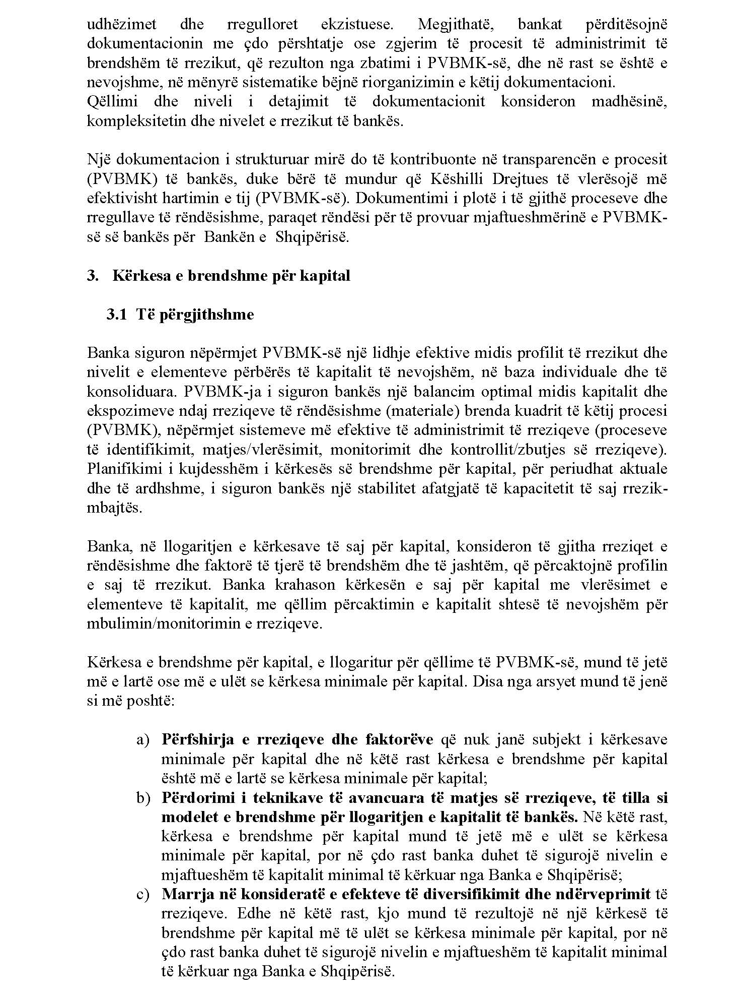 udhëzimet dhe rregulloret ekzistuese. Megjithatë, bankat përditësojnë
dokumentacionin me çdo përshtatje ose zgjerim të procesit të administrimit të
brendshëm të rrezikut, që rezulton nga zbatimi i PVBMK-së, dhe në rast se është e
nevojshme, në mënyrë sistematike bëjnë riorganizimin e këtij dokumentacioni.
Qëllimi dhe niveli i detajimit të dokumentacionit konsideron madhësinë,
kompleksitetin dhe nivelet e rrezikut të bankës.
Një dokumentacion i strukturuar mirë do të kontribuonte në transparencën e procesit
(PVBMK) të bankës, duke bërë të mundur që Këshilli Drejtues të vlerësojë më
efektivisht hartimin e tij (PVBMK-së). Dokumentimi i plotë i të gjithë proceseve dhe
rregullave të rëndësishme, paraqet rëndësi për të provuar mjaftueshmërinë e PVBMK-
së së bankës për  Bankën e  Shqipërisë.
3. Kërkesa e brendshme për kapital
3.1 Të përgjithshme
Banka siguron nëpërmjet PVBMK-së një lidhje efektive midis profilit të rrezikut dhe
nivelit e elementeve përbërës të kapitalit të nevojshëm, në baza individuale dhe të
konsoliduara. PVBMK-ja i siguron bankës një balancim optimal midis kapitalit dhe
ekspozimeve ndaj rreziqeve të rëndësishme (materiale) brenda kuadrit të këtij procesi
(PVBMK), nëpërmjet sistemeve më efektive të administrimit të rreziqeve (proceseve
të identifikimit, matjes/vlerësimit, monitorimit dhe kontrollit/zbutjes së rreziqeve).
Planifikimi i kujdesshëm i kërkesës së brendshme për kapital, për periudhat aktuale
dhe të ardhshme, i siguron bankës një stabilitet afatgjatë të kapacitetit të saj rrezik-
mbajtës.
Banka, në llogaritjen e kërkesave të saj për kapital, konsideron të gjitha rreziqet e
rëndësishme dhe faktorë të tjerë të brendshëm dhe të jashtëm, që përcaktojnë profilin
e saj të rrezikut. Banka krahason kërkesën e saj për kapital me vlerësimet e
elementeve të kapitalit, me qëllim përcaktimin e kapitalit shtesë të nevojshëm për
mbulimin/monitorimin e rreziqeve.
Kërkesa e brendshme për kapital, e llogaritur për qëllime të PVBMK-së, mund të jetë
më e lartë ose më e ulët se kërkesa minimale për kapital. Disa nga arsyet mund të jenë
si më poshtë:
a) Përfshirja e rreziqeve dhe faktorëve që nuk janë subjekt i kërkesave
minimale për kapital dhe në këtë rast kërkesa e brendshme për kapital
është më e lartë se kërkesa minimale për kapital;
b) Përdorimi i teknikave të avancuara të matjes së rreziqeve, të tilla si
modelet e brendshme për llogaritjen e kapitalit të bankës. Në këtë rast,
kërkesa e brendshme për kapital mund të jetë më e ulët se kërkesa
minimale për kapital, por në çdo rast banka duhet të sigurojë nivelin e
mjaftueshëm të kapitalit minimal të kërkuar nga Banka e Shqipërisë;
c) Marrja në konsideratë e efekteve të diversifikimit dhe ndërveprimit të
rreziqeve. Edhe në këtë rast, kjo mund të rezultojë në një kërkesë të
brendshme për kapital më të ulët se kërkesa minimale për kapital, por në
çdo rast banka duhet të sigurojë nivelin e mjaftueshëm të kapitalit minimal
të kërkuar nga Banka e Shqipërisë.